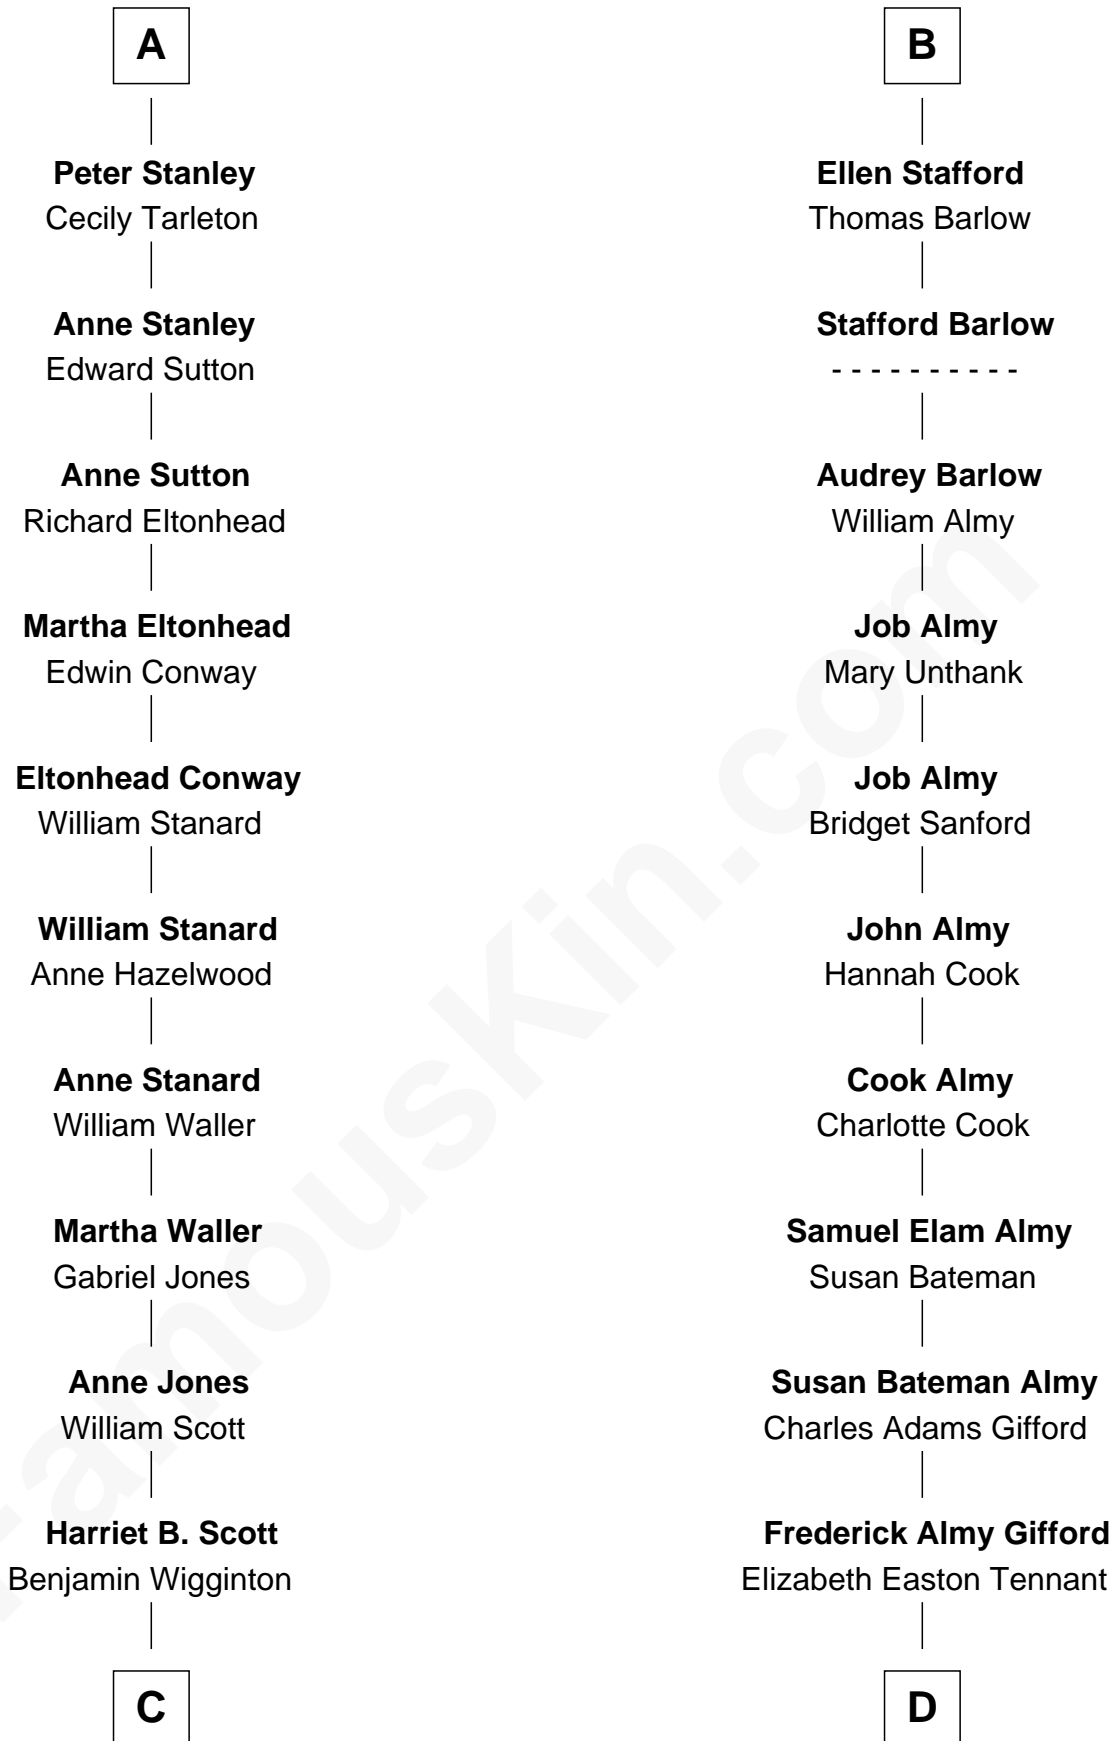 A
Peter Stanley
Cecily Tarleton
Anne Stanley
Edward Sutton
Anne Sutton
Richard Eltonhead
Martha Eltonhead
Edwin Conway
Eltonhead Conway
William Stanard
William Stanard
Anne Hazelwood
Anne Stanard
William Waller
Martha Waller
Gabriel Jones
Anne Jones
William Scott
Harriet B. Scott
Benjamin Wigginton
C
B
Ellen Stafford
Thomas Barlow
Stafford Barlow
- - - - - - - - - -
Audrey Barlow
William Almy
Job Almy
Mary Unthank
Job Almy
Bridget Sanford
John Almy
Hannah Cook
Cook Almy
Charlotte Cook
Samuel Elam Almy
Susan Bateman
Susan Bateman Almy
Charles Adams Gifford
Frederick Almy Gifford
Elizabeth Easton Tennant
D
FamousKin.com